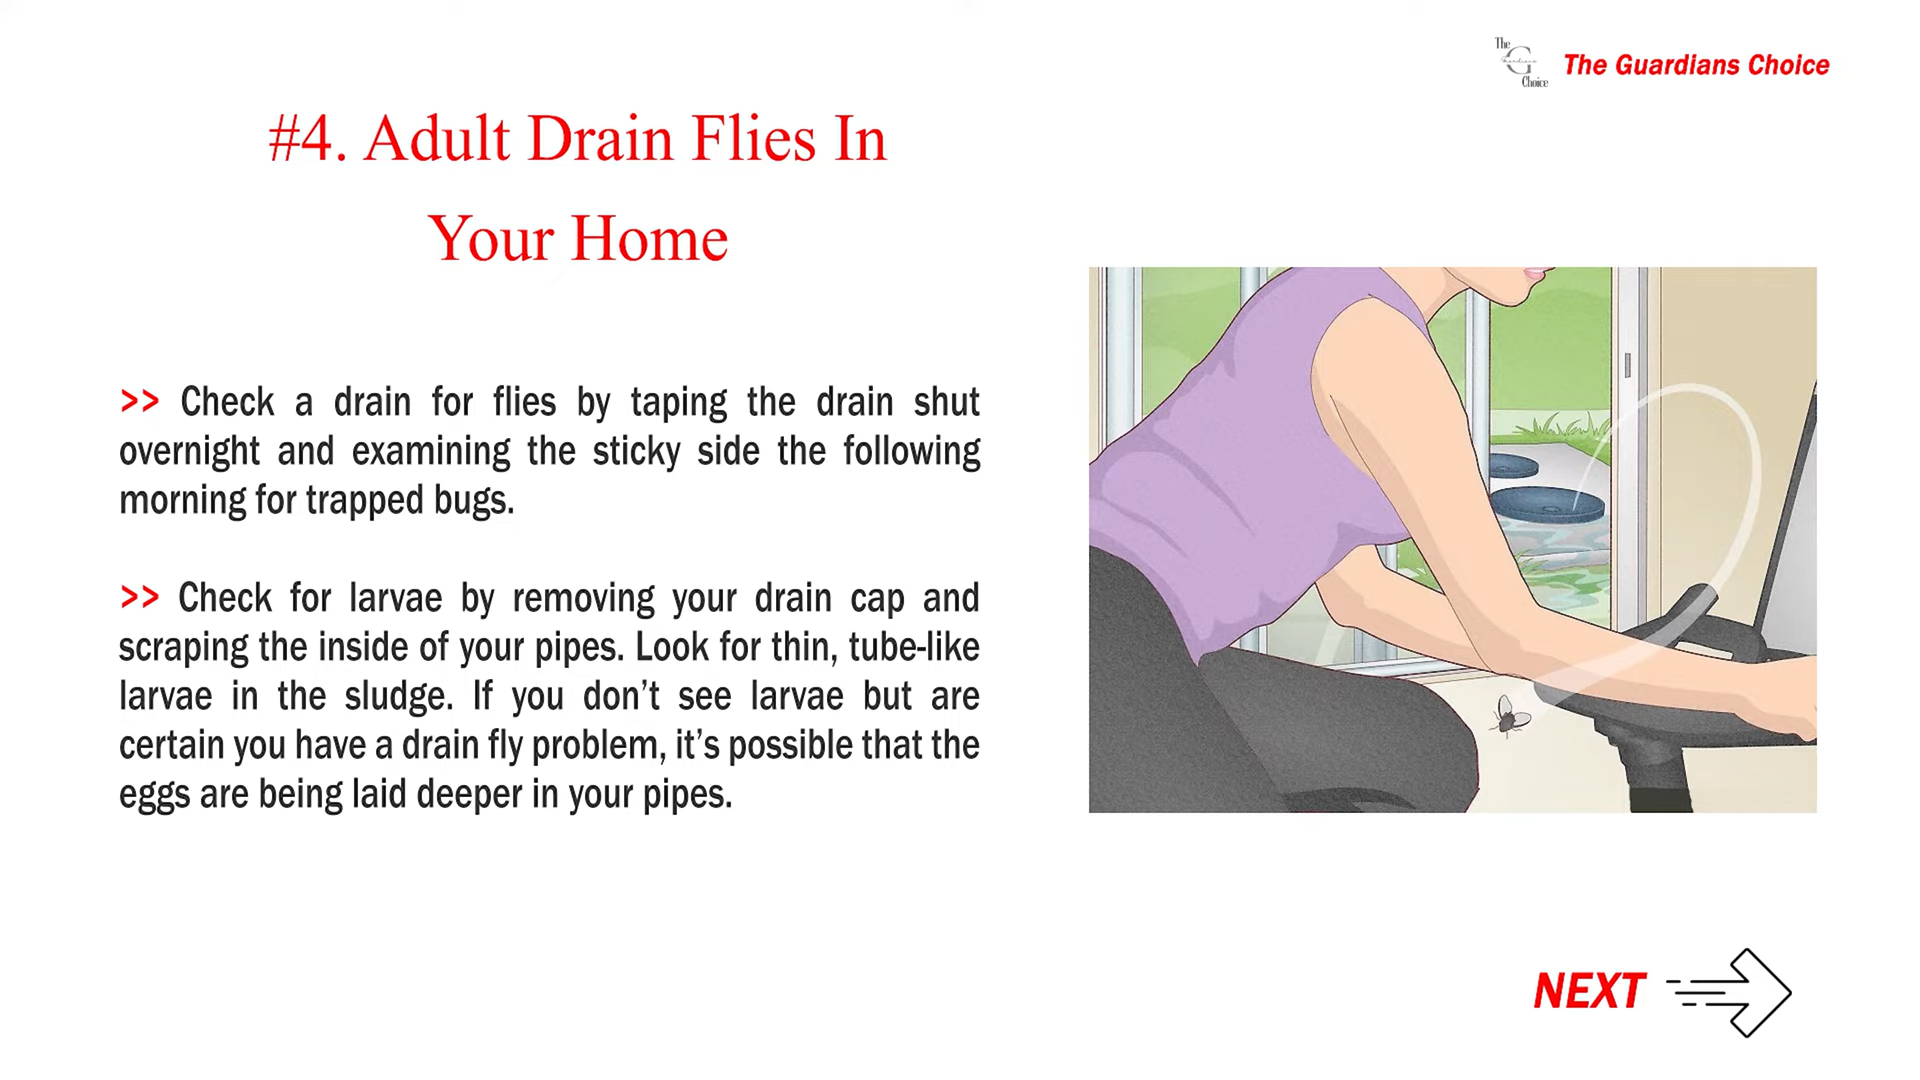 The
G
Choice
The Guardians Choice
#4. Adult Drain Flies In
Your Home
>> Check a drain for flies by taping the drain shut
overnight and examining the sticky side the following
morning for trapped bugs.
>> Check for larvae by removing your drain cap and
scraping the inside of your pipes. Look for thin, tube-like
larvae in the sludge. If you don’t see larvae but are
certain you have a drain fly problem, it’s possible that the
eggs are being laid deeper in your pipes.
NEXT